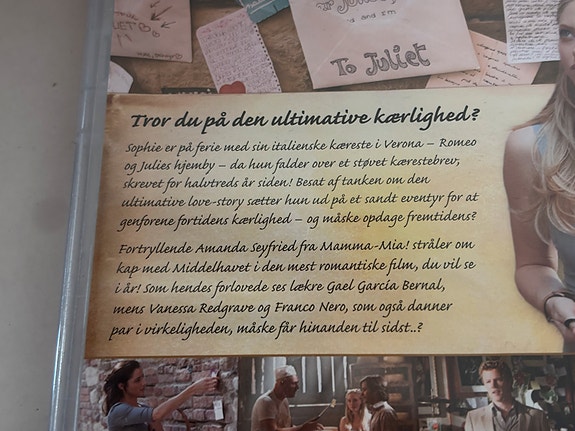 To Juliet
Tror du på den ultimative kærlighed?
Sophie er på ferie med sin italienske kæreste i Verona – Romeo
og Julies hjemby – da hun falder over et støvet kærestebrev,
skrevet for halvtreds år siden! Besat af tanken om den
ultimative love-story sætter hun ud på et sandt eventyr for at
genforene fortidens kærlighed – og måske opdage fremtidens?
Fortryllende Amanda Seyfried fra Mamma-Mia! stråler om
kap med Middelhavet i den mest romantiske film, du vil se
i år! Som hendes forlovede ses lækre Gael García Bernal,
mens Vanessa Redgrave og Franco Nero, som også danner
par i virkeligheden, måske får hinanden til sidst..?